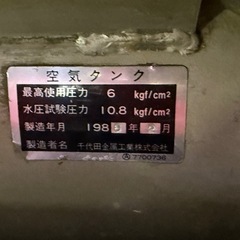 空気タンク
最高使用圧力 6 kgf/cm2
水圧試験圧力 10.8 kgf/cm2
製造年月 198 年 2月
製造者名 千代田金属工業株式会社
7700736